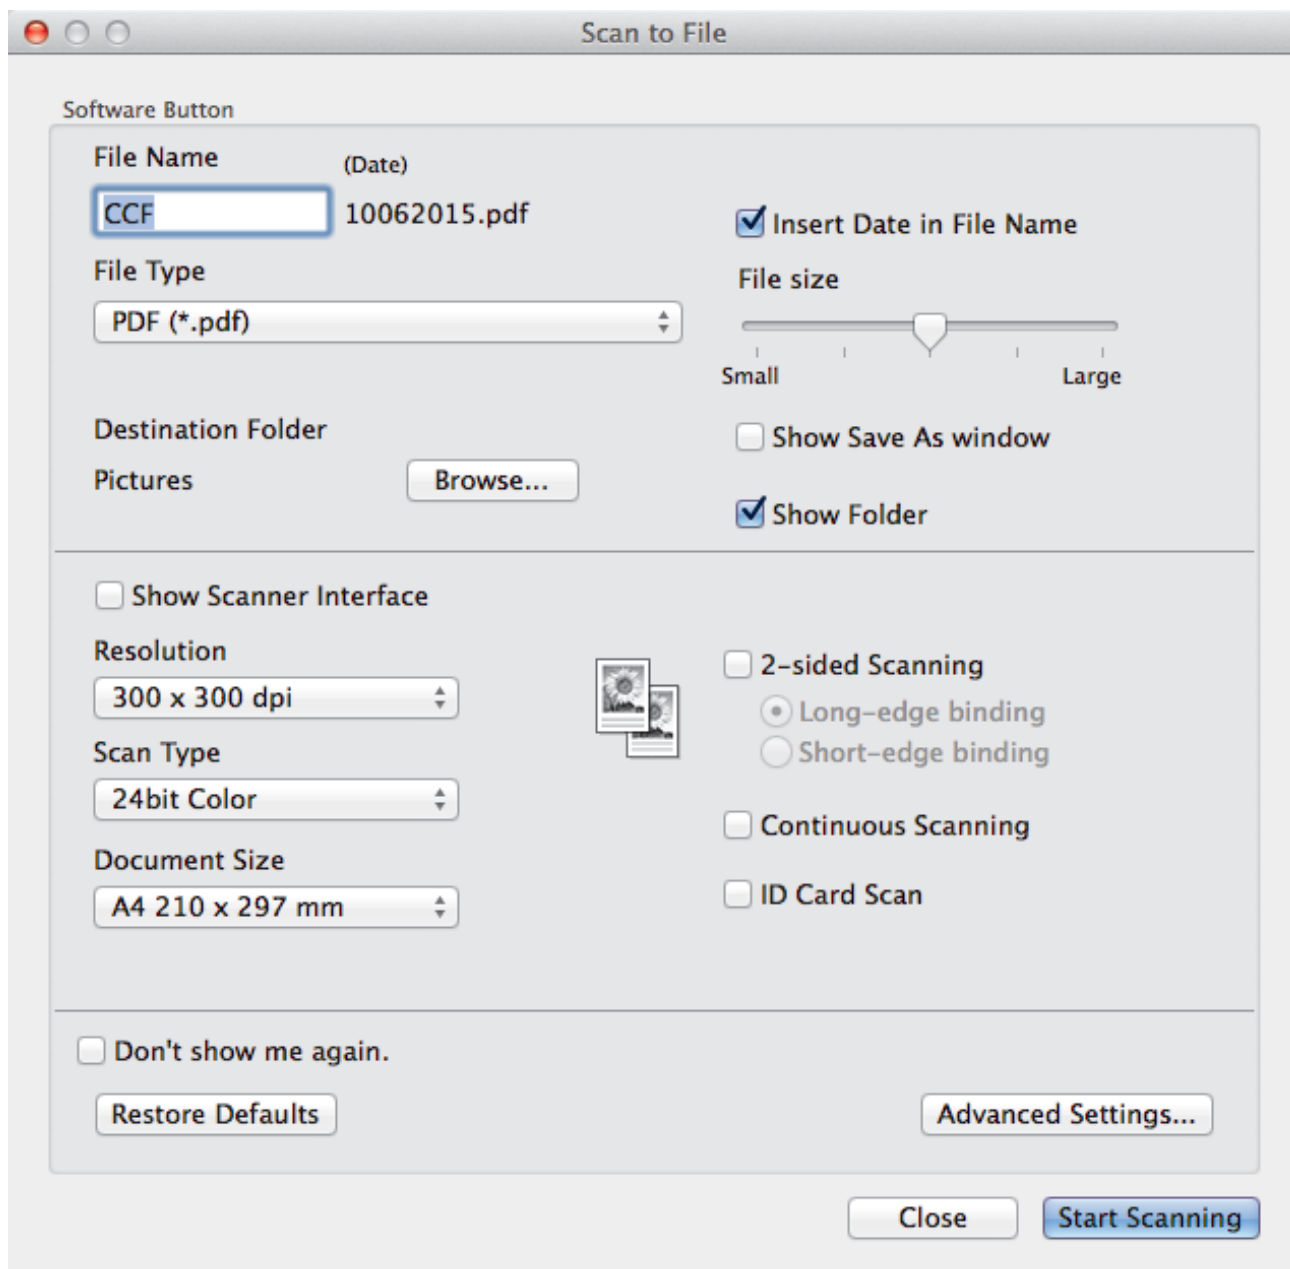 Scan to File
Software Button
File Name (Date)
CCF 10062015.pdf
Insert Date in File Name
File Type
File size
PDF (*.pdf)
Small Large
Destination Folder
Show Save As window
Pictures Browse...
Show Folder
Show Scanner Interface
Resolution
2-sided Scanning
300 x 300 dpi
Long-edge binding
Short-edge binding
Scan Type
24bit Color
Continuous Scanning
Document Size
ID Card Scan
A4 210 x 297 mm
Don't show me again.
Restore Defaults Advanced Settings...
Close Start Scanning